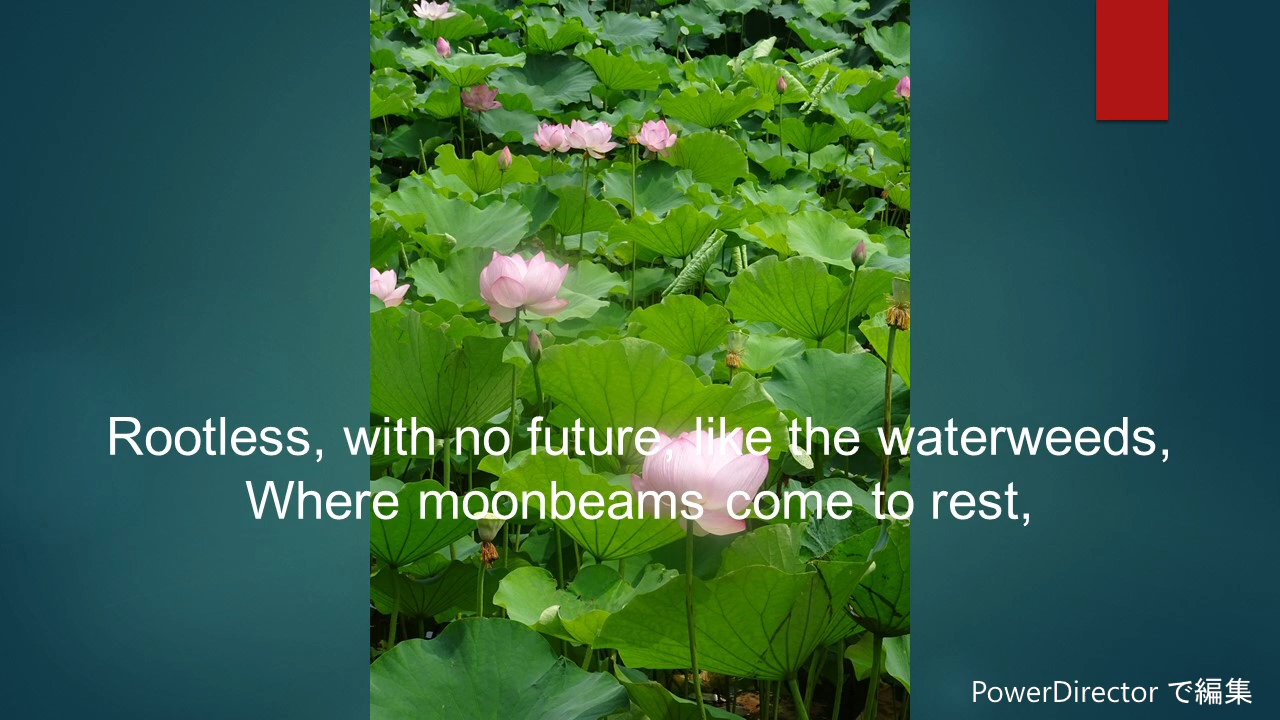 Rootless, with no future, like the waterweeds,
Where moonbeams come to rest,
PowerDirector で編集